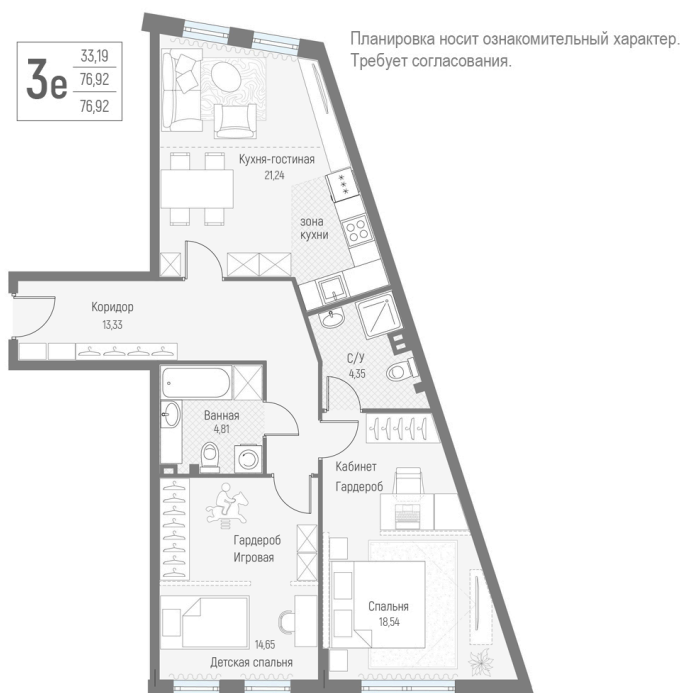 Планировка носит ознакомительный характер.
Требует согласования.
3е
33,19
76,92
76,92
Кухня-гостиная
21,24
зона
кухни
Коридор
13,33
С/У
4,35
Ванная
4,81
Кабинет
Гардероб
Гардероб
Игровая
Спальня
18,54
14,65
Детская спальня